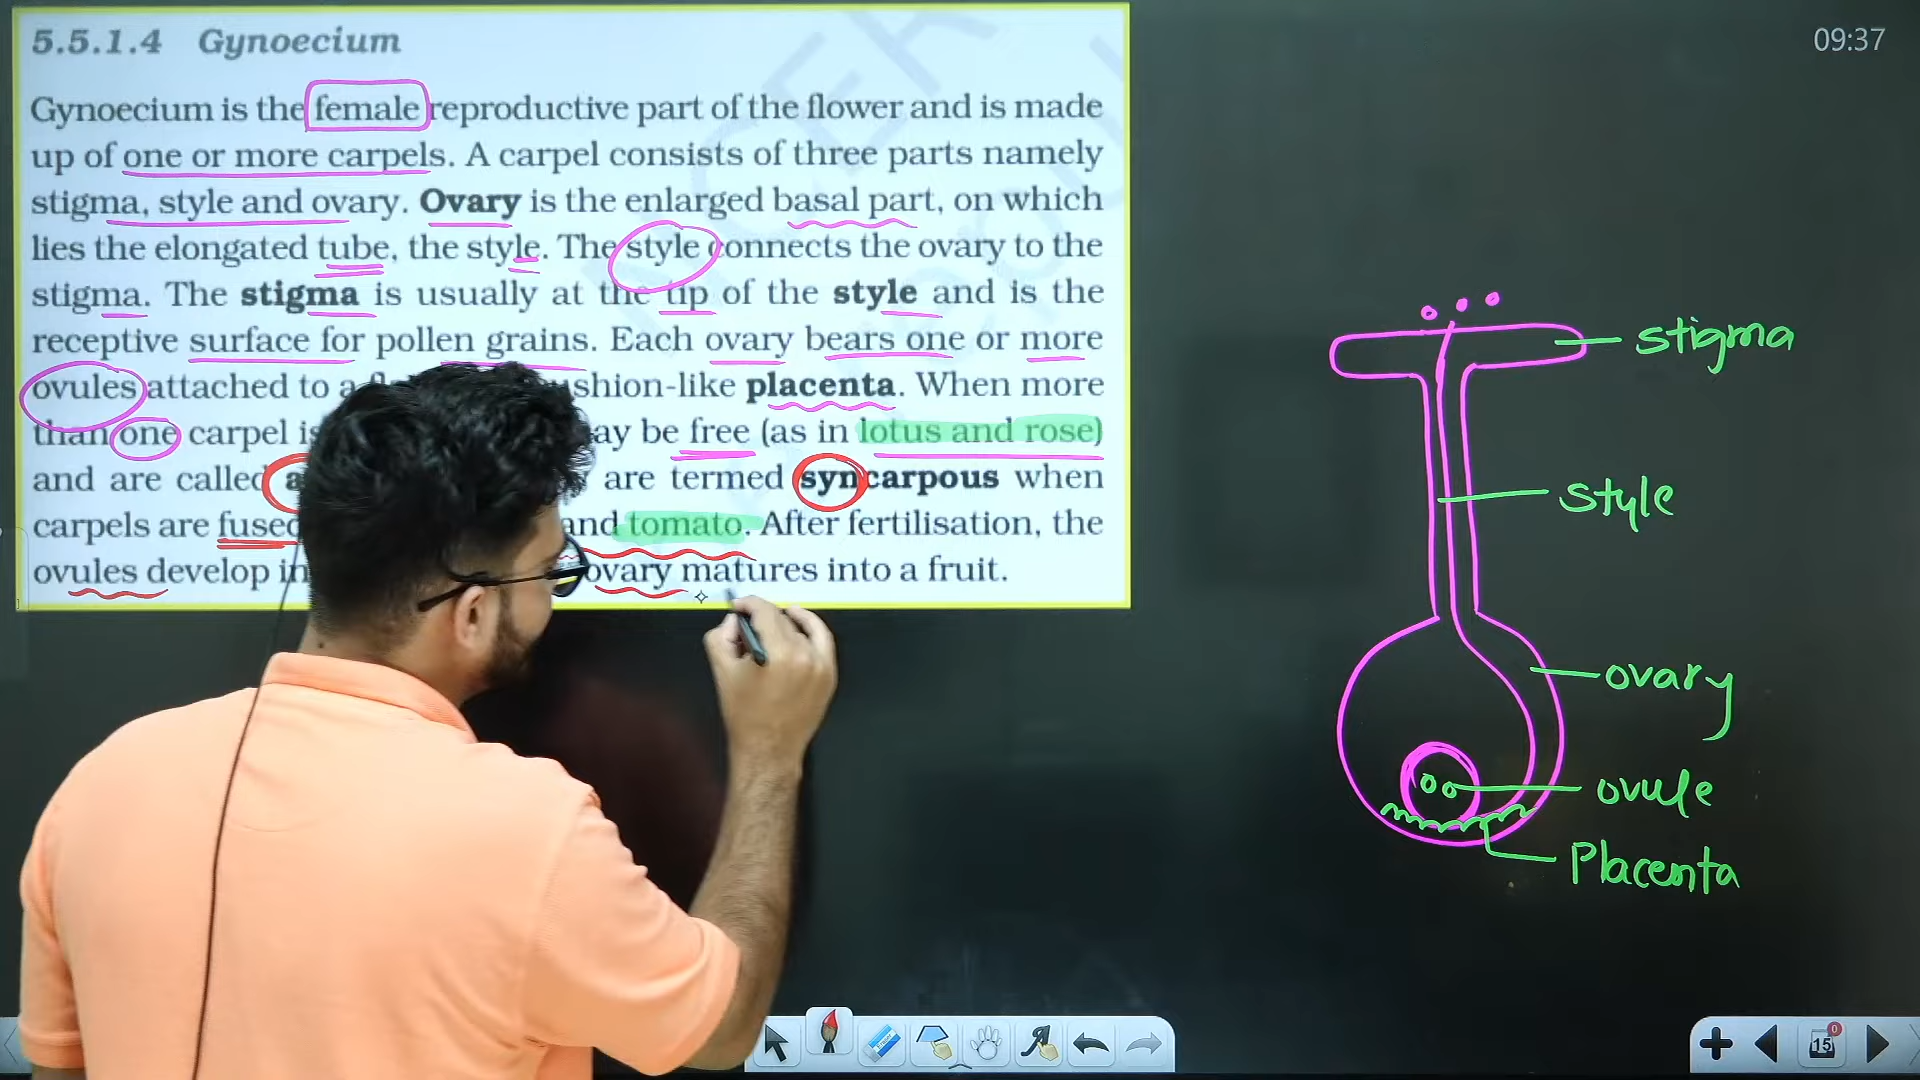 5.5.1.4 Gynoecium
09:37
Gynoecium is the female reproductive part of the flower and is made
up of one or more carpels. A carpel consists of three parts namely
stigma, style and ovary. Ovary is the enlarged basal part, on which
lies the elongated tube, the style. The style connects the ovary to the
stigma. The stigma is usually at the tip of the style and is the
receptive surface for pollen grains. Each ovary bears one or more
ovules attached to a cushion-like placenta. When more
than one carpel is may be free (as in lotus and rose)
and are called are termed syncarpous when
carpels are fused and tomato. After fertilisation, the
ovules develop in ovary matures into a fruit.
stigma
style
ovary
ovule
Placenta
15
0